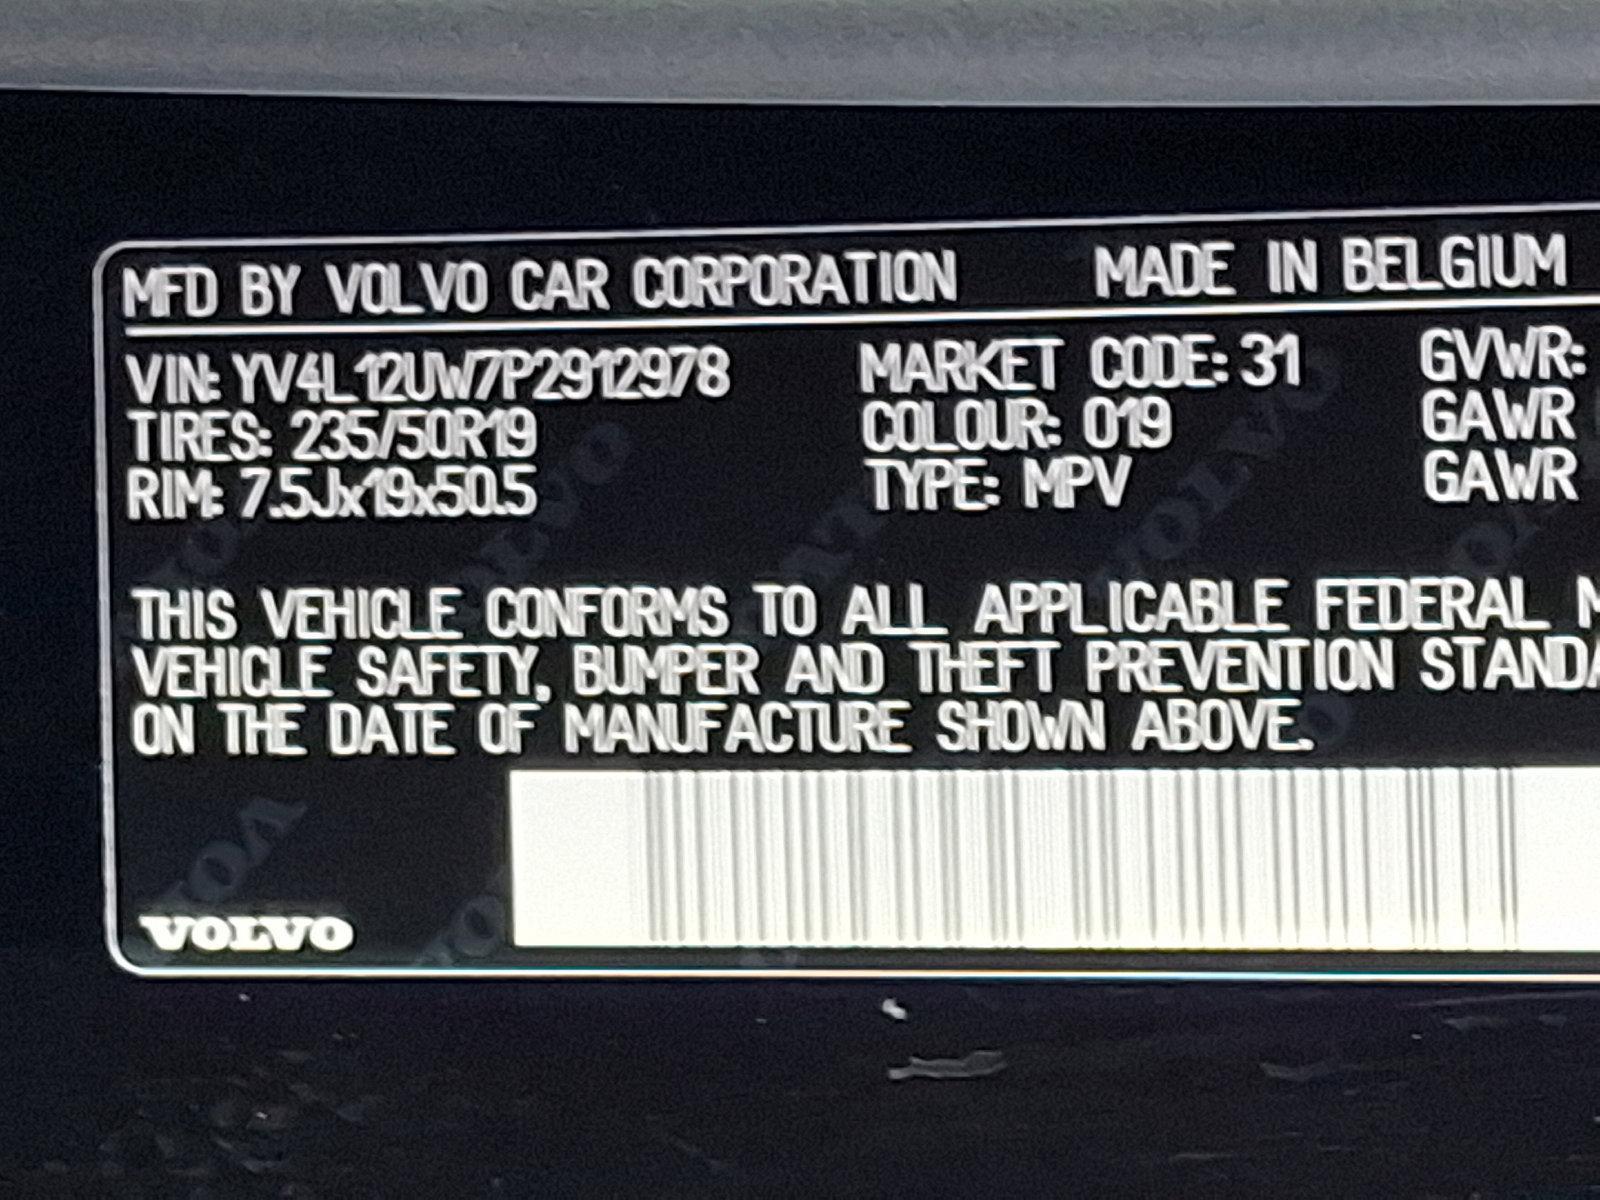 MFD BY VOLVO CAR CORPORATION MADE IN BELGIUM
VIN: YV4L12UW7P2912978 MARKET CODE: 31 GVWR:
TIRES: 235/50R19 COLOUR: 019 GAWR
RIM: 7.5Jx19x50.5 TYPE: MPV GAWR
THIS VEHICLE CONFORMS TO ALL APPLICABLE FEDERAL M
VEHICLE SAFETY, BUMPER AND THEFT PREVENTION STANDA
ON THE DATE OF MANUFACTURE SHOWN ABOVE.
VOLVO